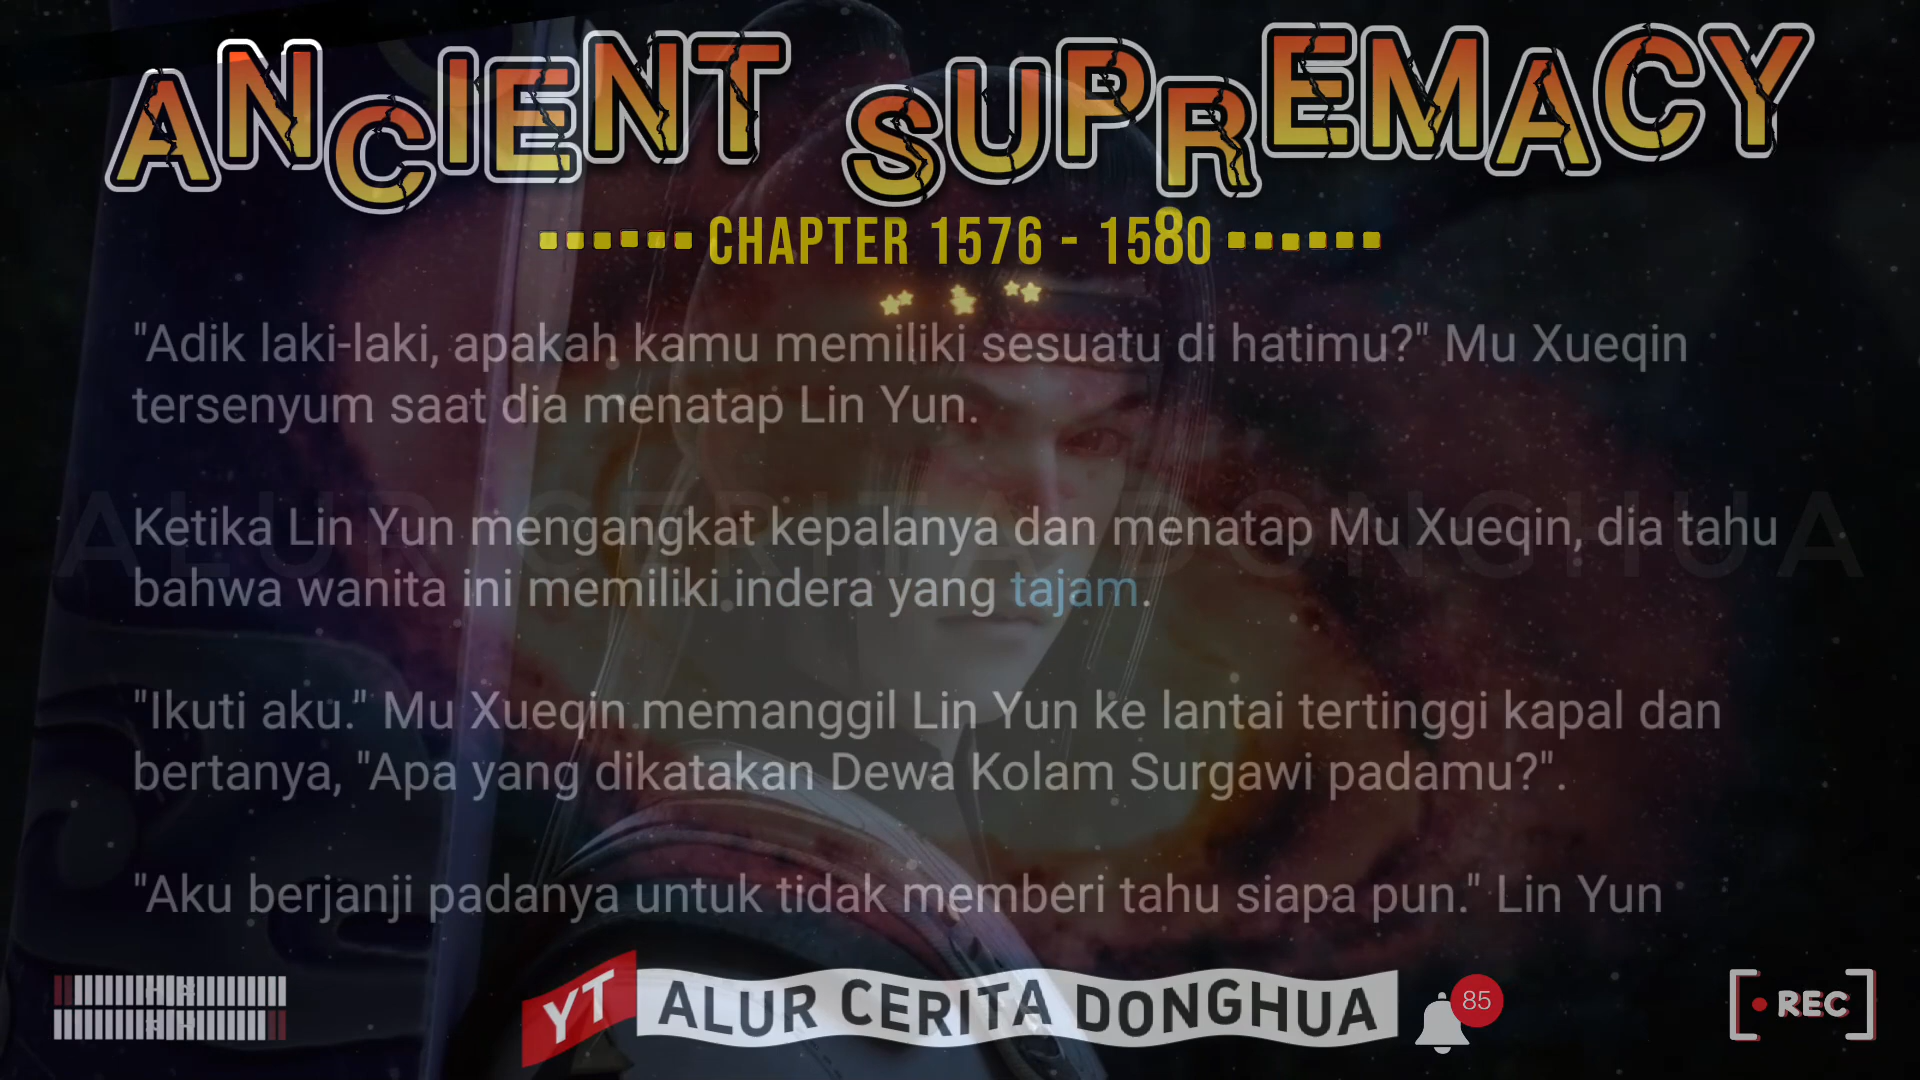 ANCIENT SUPREMACY
CHAPTER 1576 - 1580
"Adik laki-laki, apakah kamu memiliki sesuatu di hatimu?" Mu Xueqin
tersenyum saat dia menatap Lin Yun.
ALUR CERITA DONGHUA
Ketika Lin Yun mengangkat kepalanya dan menatap Mu Xueqin, dia tahu
bahwa wanita ini memiliki indera yang tajam.
"Ikuti aku." Mu Xueqin memanggil Lin Yun ke lantai tertinggi kapal dan
bertanya, "Apa yang dikatakan Dewa Kolam Surgawi padamu?".
"Aku berjanji padanya untuk tidak memberi tahu siapa pun." Lin Yun
YT ALUR CERITA DONGHUA
85
REC